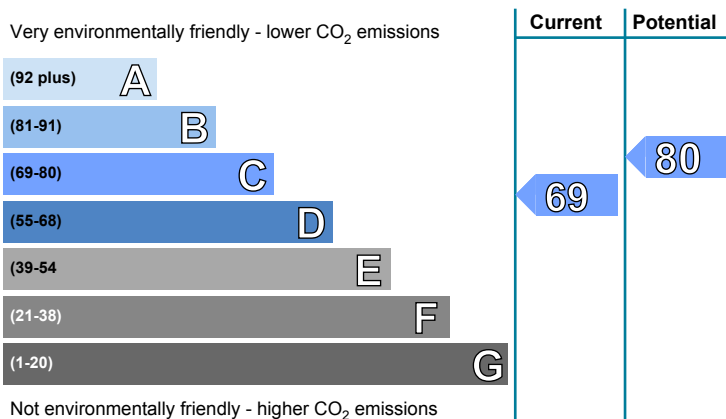 Very environmentally friendly - lower CO2 emissions
Current
Potential
(92 plus) A
(81-91) B
(69-80) C
(55-68) D
(39-54 E
(21-38) F
(1-20) G
69
80
Not environmentally friendly - higher CO2 emissions